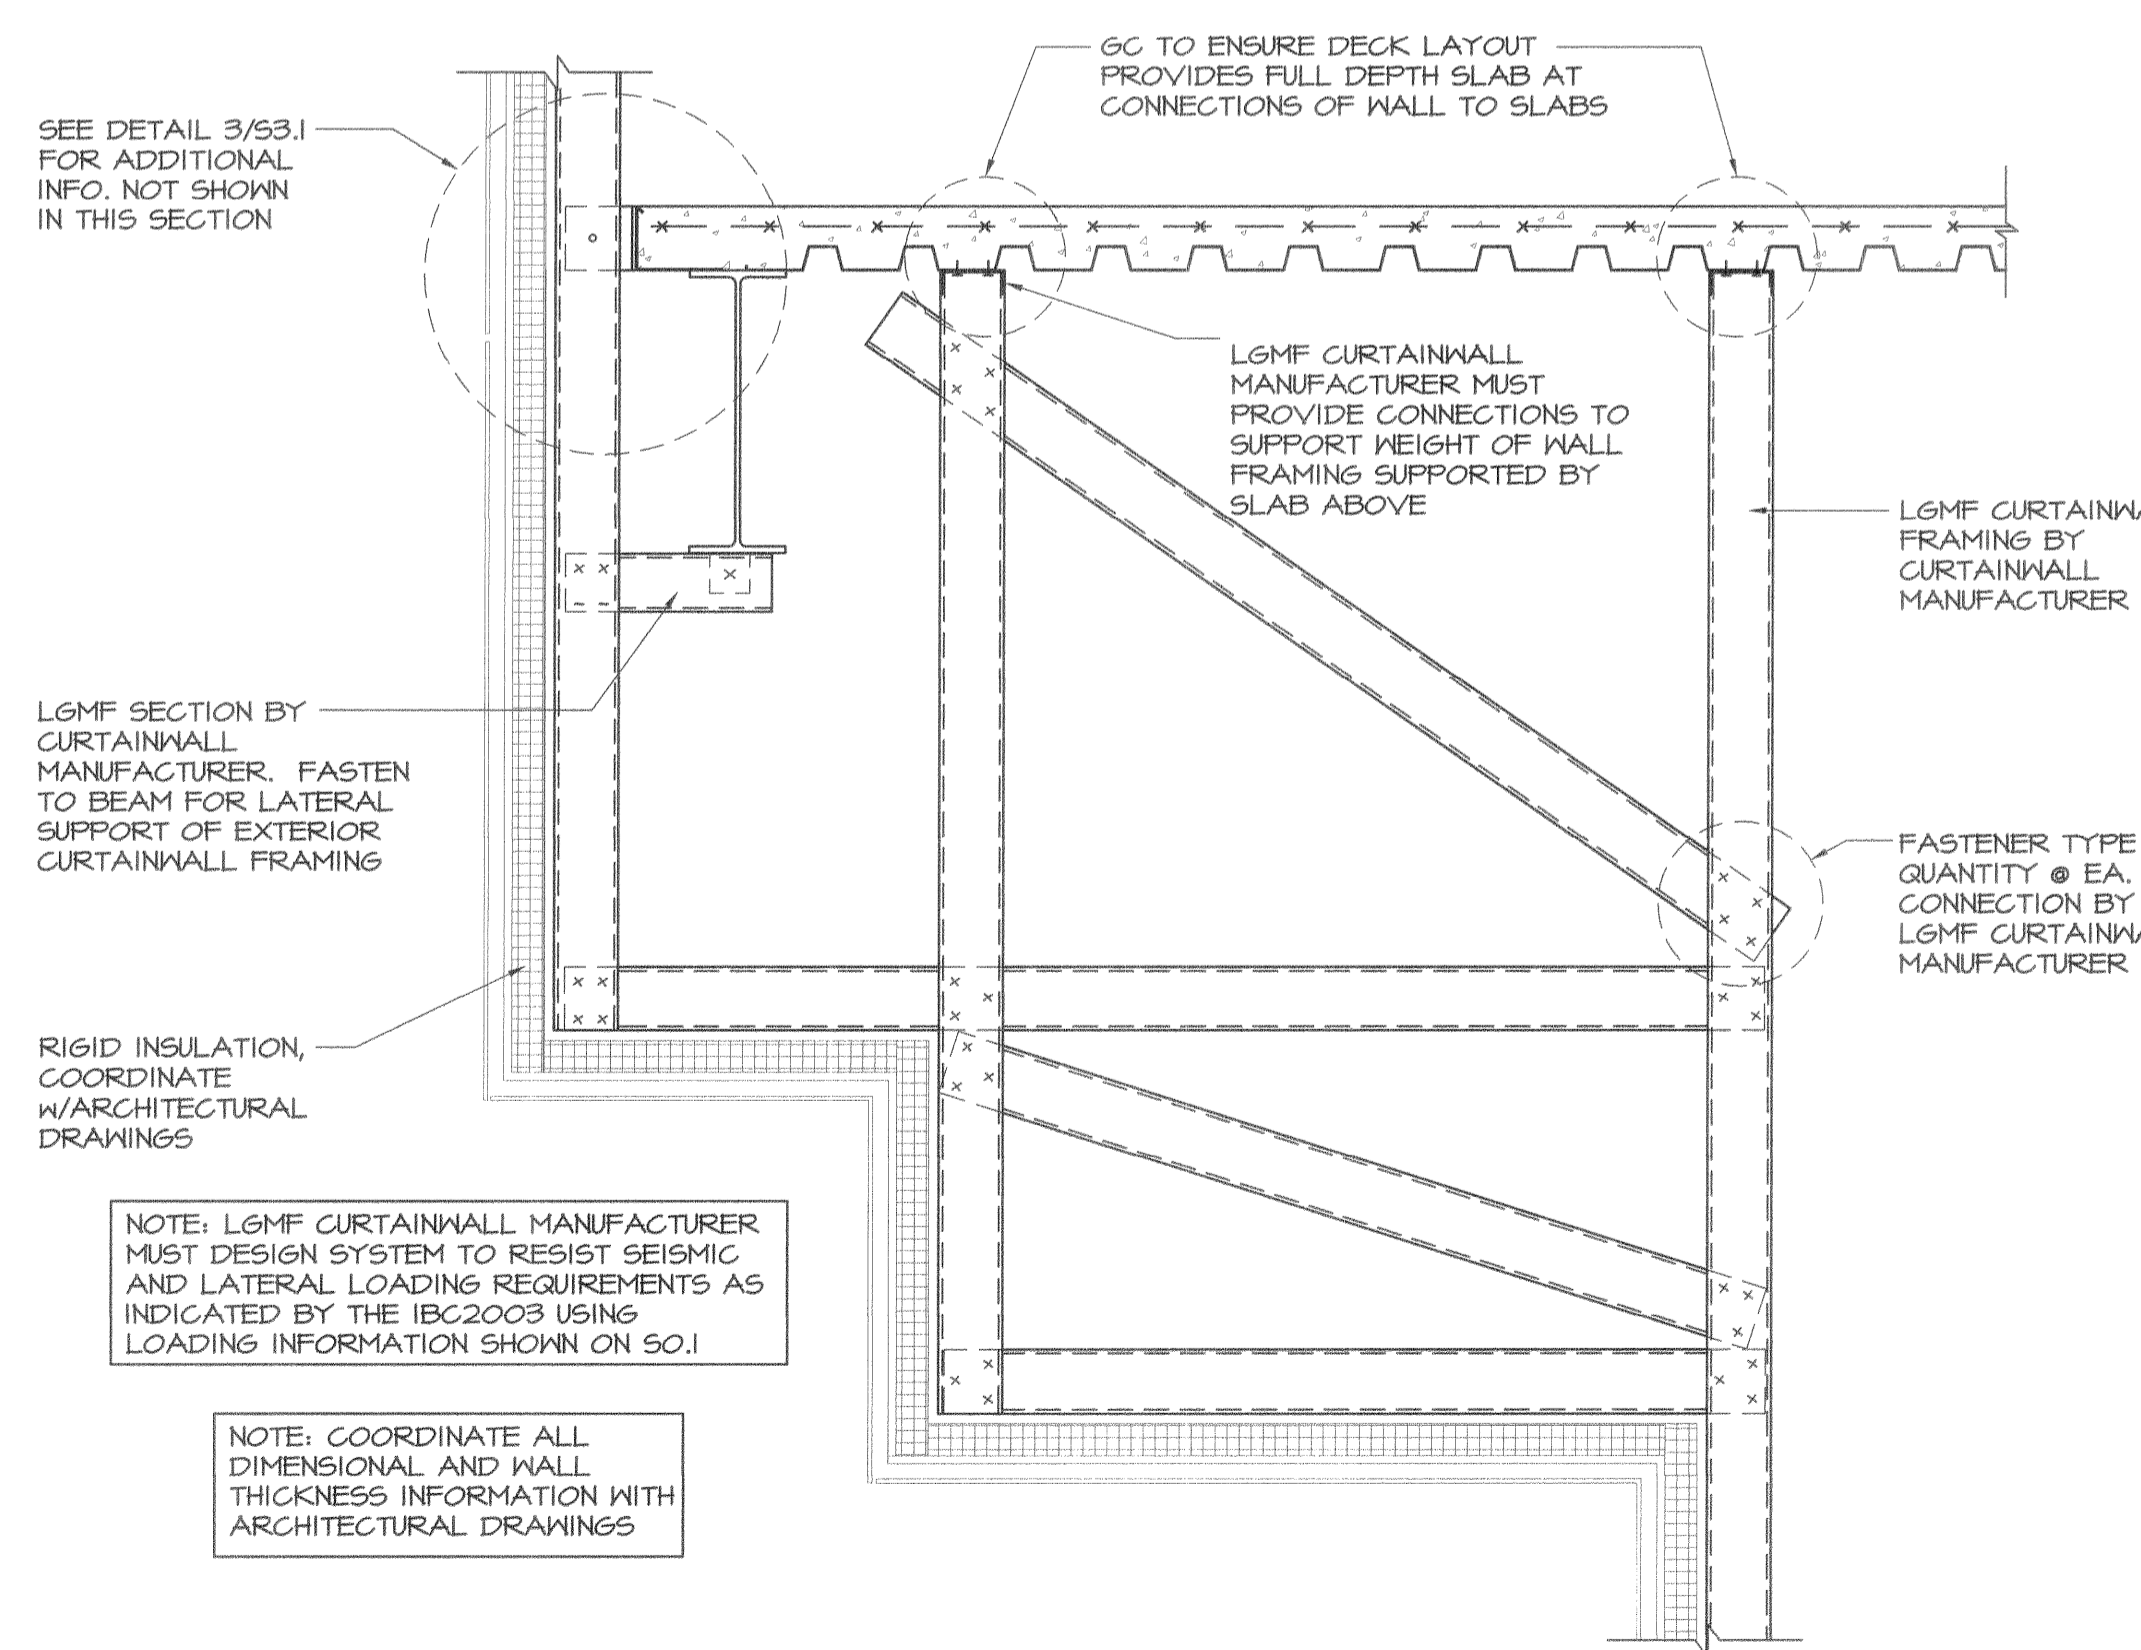 GC TO ENSURE DECK LAYOUT
PROVIDES FULL DEPTH SLAB AT
CONNECTIONS OF WALL TO SLABS
SEE DETAIL 3/S3.1
FOR ADDITIONAL
INFO. NOT SHOWN
IN THIS SECTION
LGMF CURTAINWALL
MANUFACTURER MUST
PROVIDE CONNECTIONS TO
SUPPORT WEIGHT OF WALL
FRAMING SUPPORTED BY
SLAB ABOVE
LGMF CURTAINWA
FRAMING BY
CURTAINWALL
MANUFACTURER
LGMF SECTION BY
CURTAINWALL
MANUFACTURER. FASTEN
TO BEAM FOR LATERAL
SUPPORT OF EXTERIOR
CURTAINWALL FRAMING
FASTENER TYPE
QUANTITY @ EA.
CONNECTION BY
LGMF CURTAINWA
MANUFACTURER
RIGID INSULATION,
COORDINATE
W/ARCHITECTURAL
DRAWINGS
NOTE: LGMF CURTAINWALL MANUFACTURER
MUST DESIGN SYSTEM TO RESIST SEISMIC
AND LATERAL LOADING REQUIREMENTS AS
INDICATED BY THE IBC2003 USING
LOADING INFORMATION SHOWN ON S0.1
NOTE: COORDINATE ALL
DIMENSIONAL AND WALL
THICKNESS INFORMATION WITH
ARCHITECTURAL DRAWINGS